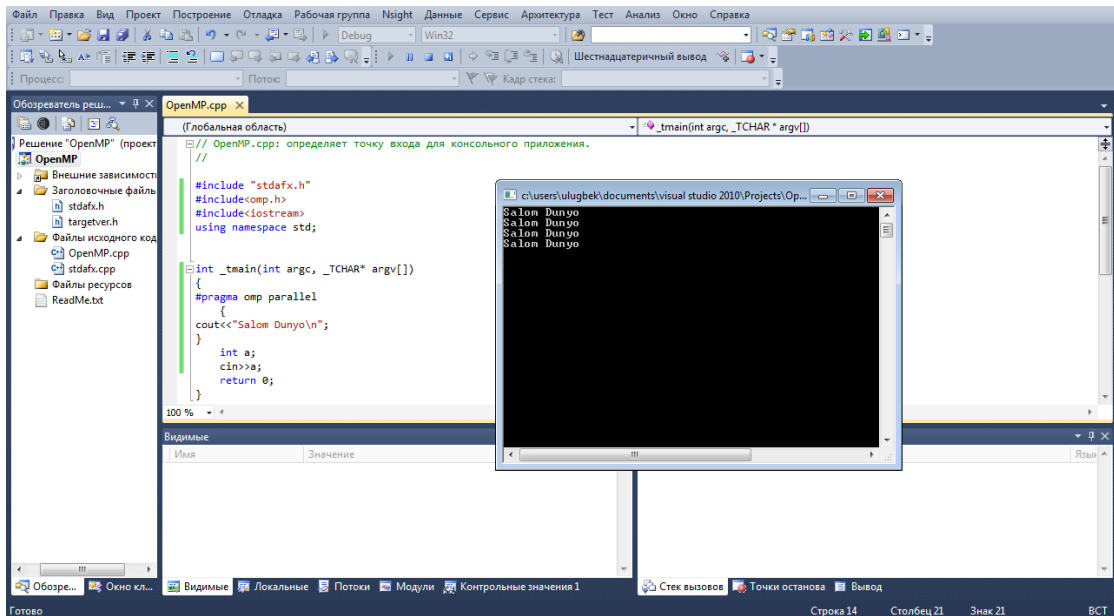 Файл Правка Вид Проект Построение Отладка Рабочая группа Nsight Данные Сервис Архитектура Тест Анализ Окно Справка
Debug Win32
Шестнадцатеричный вывод
Процесс: Поток: Кадр стека:
Обозреватель реш...
Решение "OpenMP" (проект
OpenMP
Внешние зависимости
Заголовочные файлы
stdafx.h
targetver.h
Файлы исходного код
OpenMP.cpp
stdafx.cpp
Файлы ресурсов
ReadMe.txt
OpenMP.cpp
(Глобальная область) _tmain(int argc, _TCHAR * argv[])
// OpenMP.cpp: определяет точку входа для консольного приложения.
//
#include "stdafx.h"
#include<omp.h>
#include<iostream>
using namespace std;
int _tmain(int argc, _TCHAR* argv[])
{
#pragma omp parallel
{
cout<<"Salom Dunyo\n";
}
int a;
cin>>a;
return 0;
}
100 %
c:\users\ulugbek\documents\visual studio 2010\Projects\Op...
Salom Dunyo
Salom Dunyo
Salom Dunyo
Salom Dunyo
Видимые
Имя Значение
Язык
Обозре... Окно кл...
Видимые Локальные Потоки Модули Контрольные значения 1
Стек вызовов Точки останова Вывод
Готово Строка 14 Столбец 21 Знак 21 ВСТ